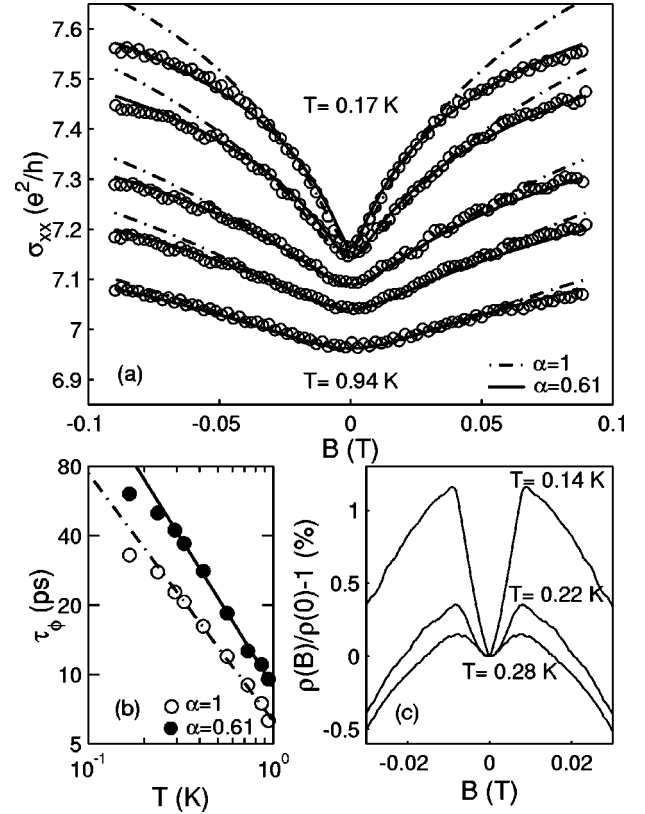 7.6
7.5
7.4
7.3
7.2
7.1
7
6.9
σxx (e²/h)
T= 0.17 K
(a)
T= 0.94 K
α=1
α=0.61
-0.1
-0.05
0
0.05
0.1
B (T)
80
40
20
10
5
τϕ (ps)
(b)
α=1
α=0.61
10⁻¹
10⁰
T (K)
1
0.5
0
-0.5
ρ(B)/ρ(0)-1 (%)
T= 0.14 K
T= 0.22 K
T= 0.28 K
(c)
-0.02
0
0.02
B (T)